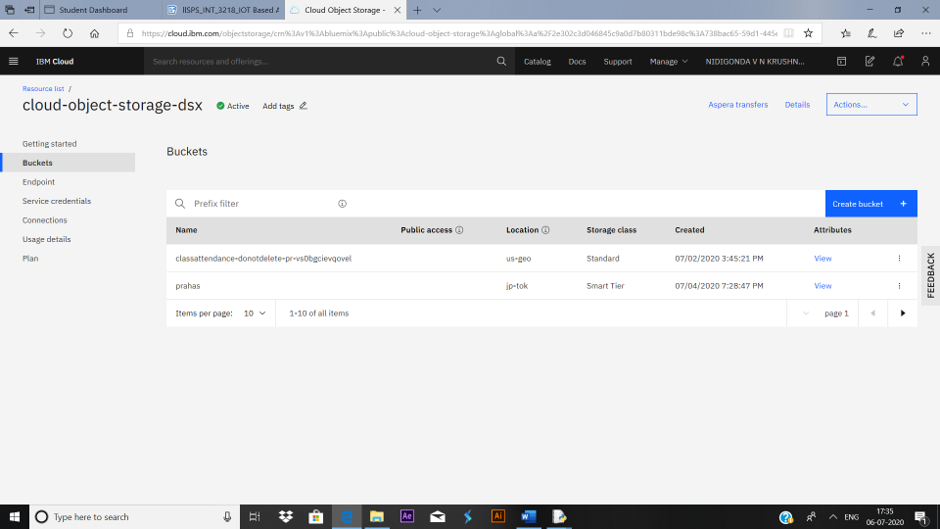 Student Dashboard
IISPS_INT_3218_IOT Based A
Cloud Object Storage -
https://cloud.ibm.com/objectstorage/crn%3Av1%3Abluemix%3Apublic%3Acloud-object-storage%3Aglobal%3Aa%2F2e302c3d046845c9a0d7b80311bde98c%3A738bac65-59d1-445e
IBM Cloud
Search resources and offerings...
Catalog
Docs
Support
Manage
NIDIGONDA V N KRUSHN...
Resource list /
cloud-object-storage-dsx
Active
Add tags
Aspera transfers
Details
Actions...
Getting started
Buckets
Endpoint
Service credentials
Connections
Usage details
Plan
Buckets
Prefix filter
Create bucket +
Name Public access Location Storage class Created Attributes
classattendance-donotdelete-pr-vs0bgcievqovel us-geo Standard 07/02/2020 3:45:21 PM View
prahas jp-tok Smart Tier 07/04/2020 7:28:47 PM View
Items per page: 10 1-10 of all items page 1
FEEDBACK
Type here to search
Ae
Ai
W
ENG
17:35
06-07-2020
1